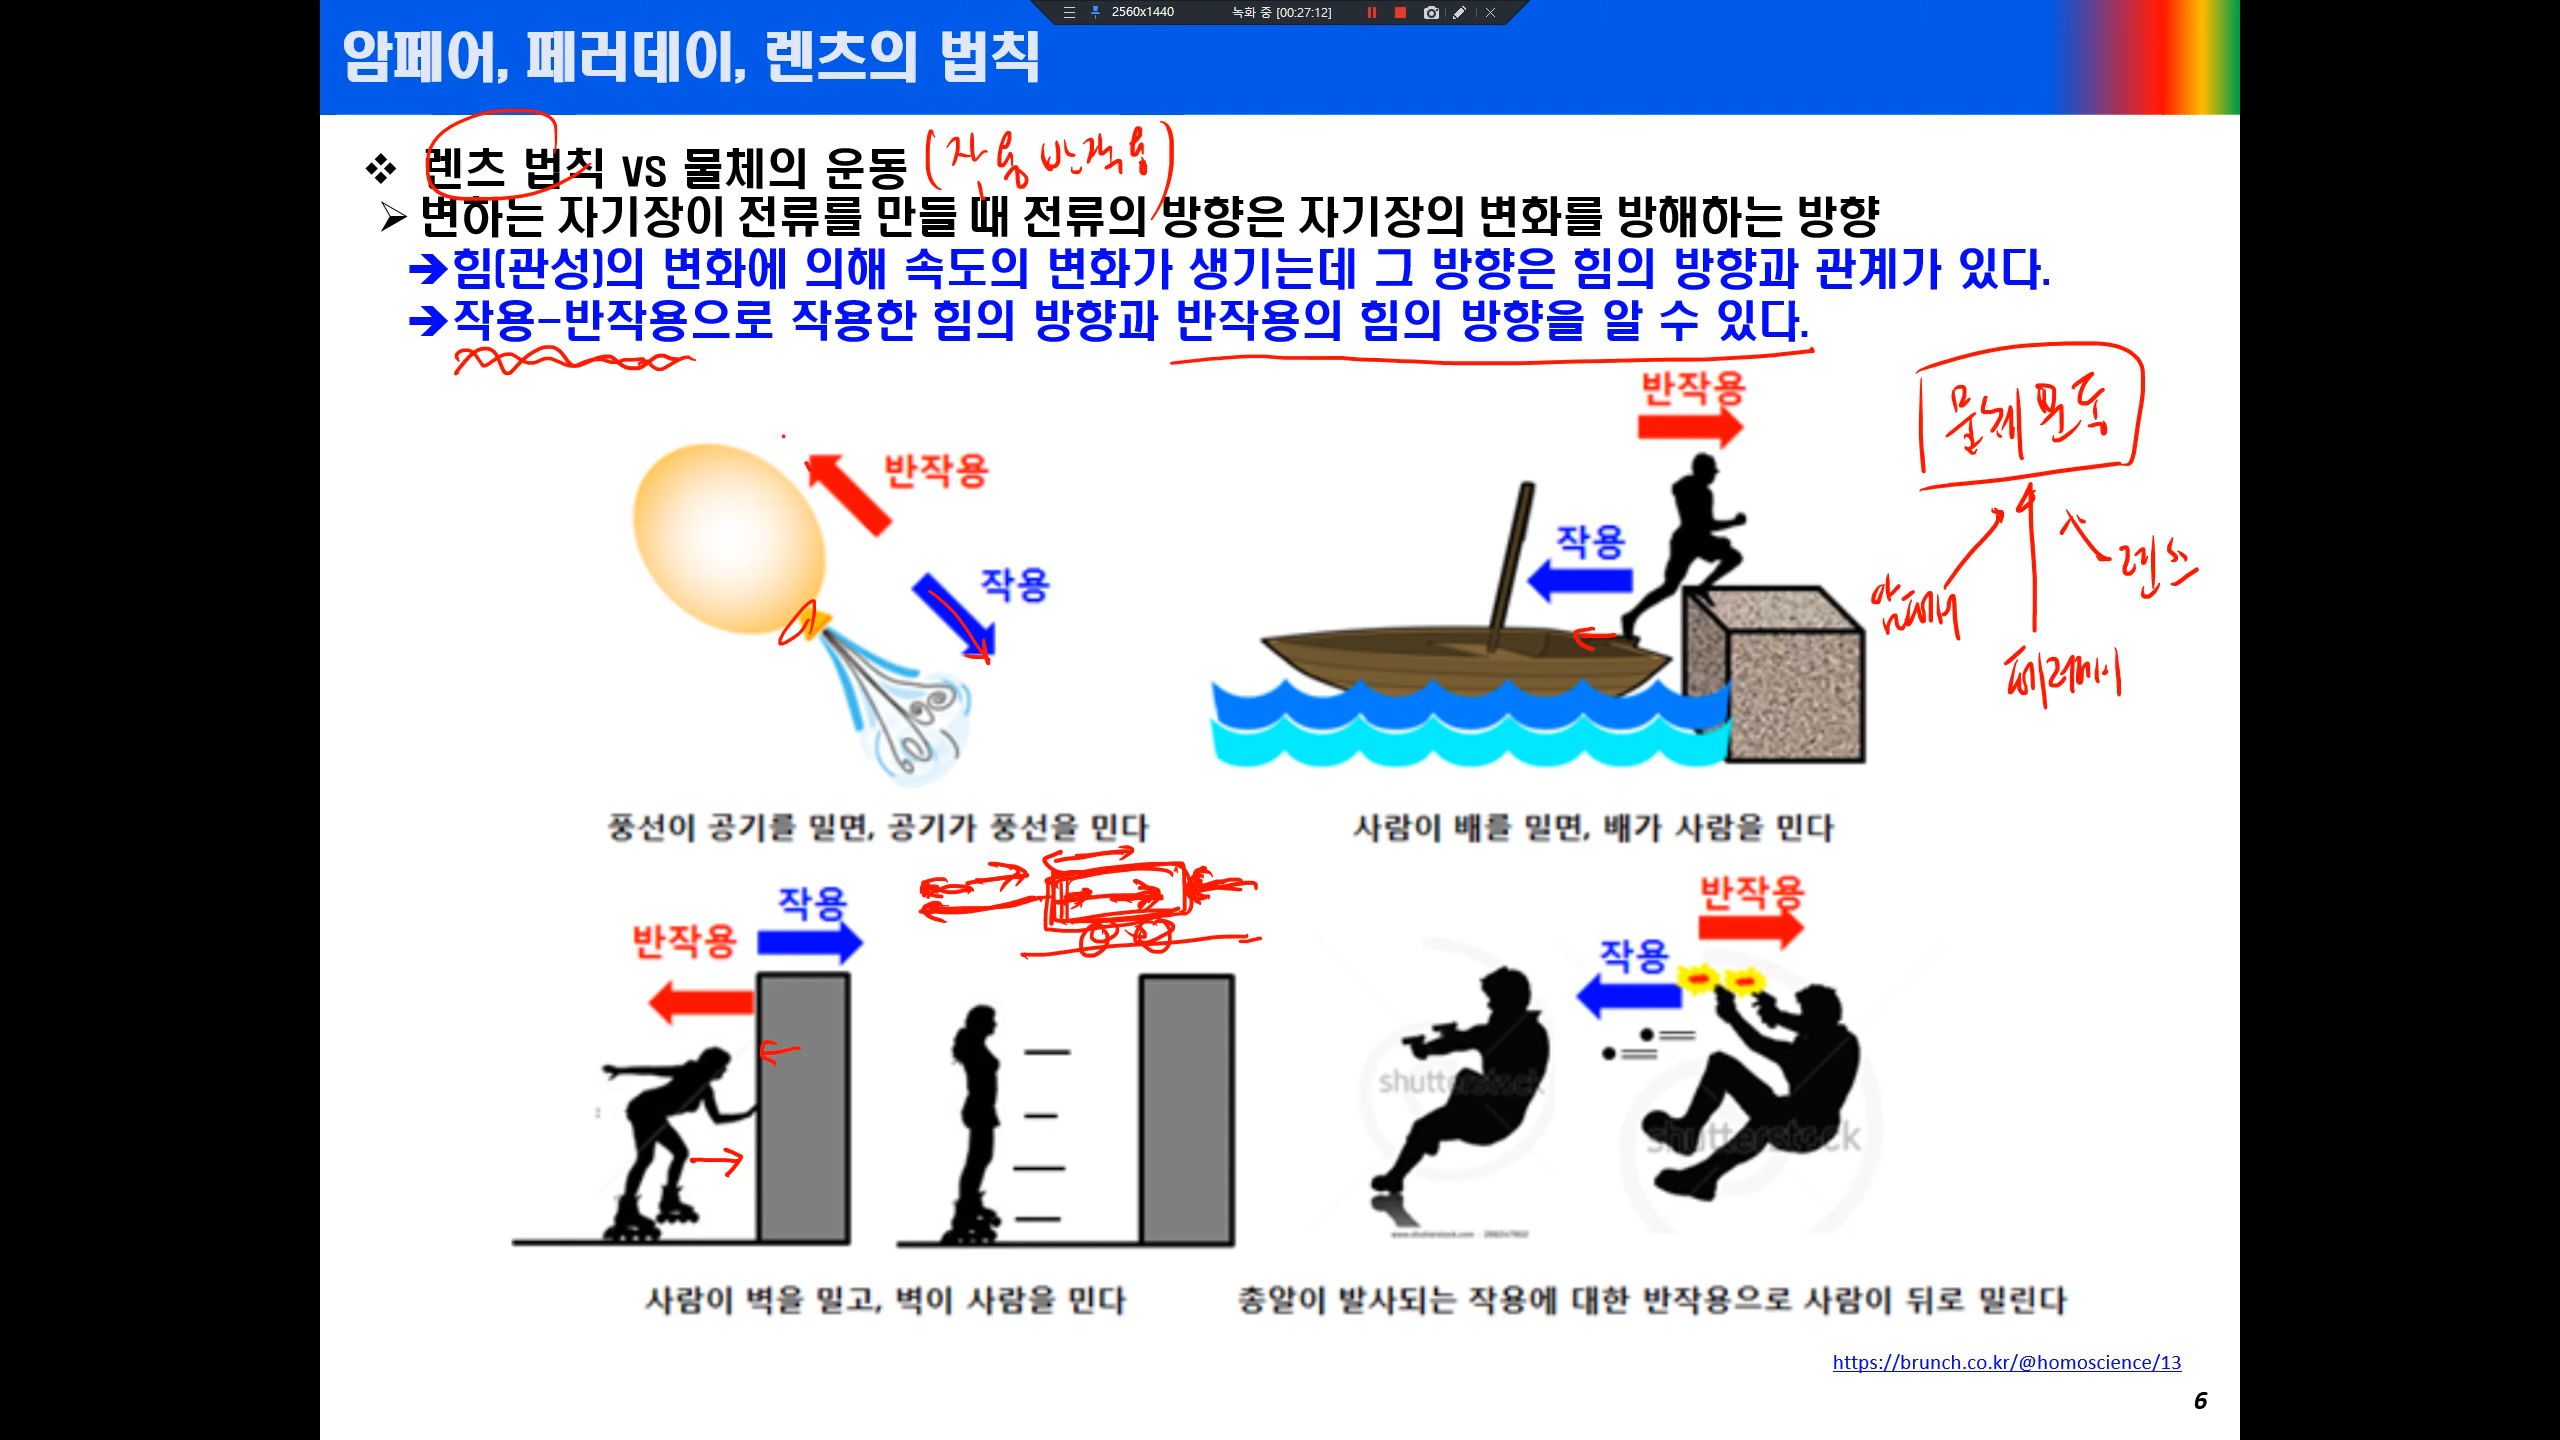 2560x1440 녹화 중 [00:27:12]
암페어, 페러데이, 렌츠의 법칙
❖ 렌츠 법칙 vs 물체의 운동 (작용 반작용)
➢ 변하는 자기장이 전류를 만들 때 전류의 방향은 자기장의 변화를 방해하는 방향
➔힘(관성)의 변화에 의해 속도의 변화가 생기는데 그 방향은 힘의 방향과 관계가 있다.
➔작용-반작용으로 작용한 힘의 방향과 반작용의 힘의 방향을 알 수 있다.
반작용
작용
풍선이 공기를 밀면, 공기가 풍선을 민다
반작용
작용
사람이 배를 밀면, 배가 사람을 민다
물체 운동
암페어
페러데이
렌츠
작용
반작용
사람이 벽을 밀고, 벽이 사람을 민다
반작용
작용
shutterstock
shutterstock
총알이 발사되는 작용에 대한 반작용으로 사람이 뒤로 밀린다
https://brunch.co.kr/@homoscience/13
6